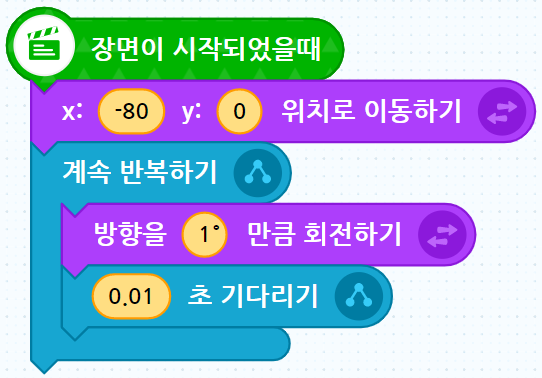 장면이 시작되었을때
x: -80 y: 0 위치로 이동하기
계속 반복하기
방향을 1° 만큼 회전하기
0.01 초 기다리기